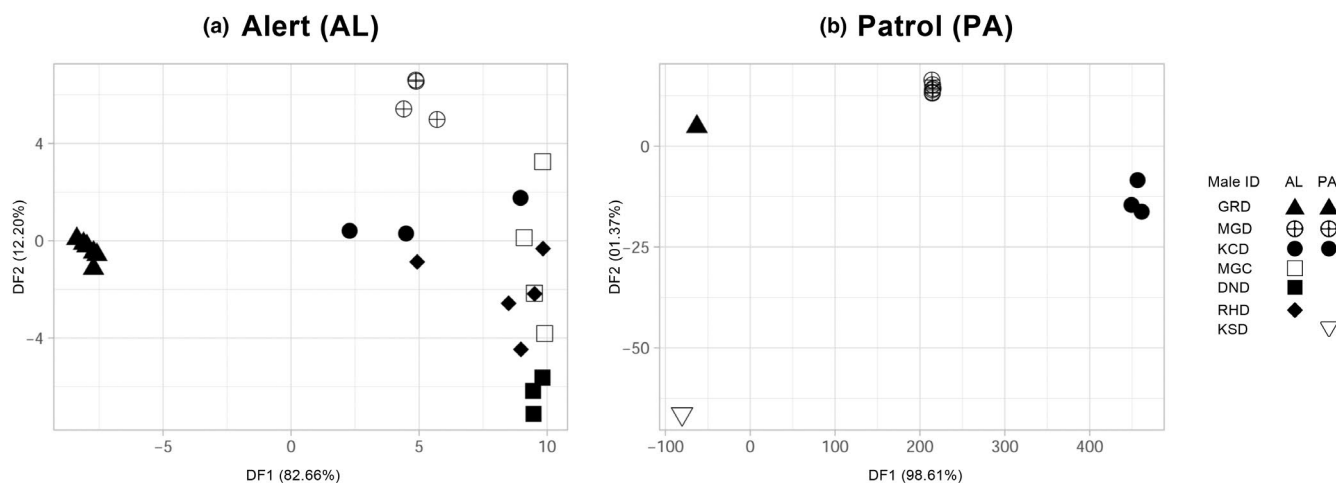 (a) Alert (AL)
4
0
−4
−5
0
5
10
DF2 (12.20%)
DF1 (82.66%)
(b) Patrol (PA)
0
−25
−50
−100
0
100
200
300
400
DF2 (01.37%)
DF1 (98.61%)
Male ID AL PA
GRD
MGD
KCD
MGC
DND
RHD
KSD